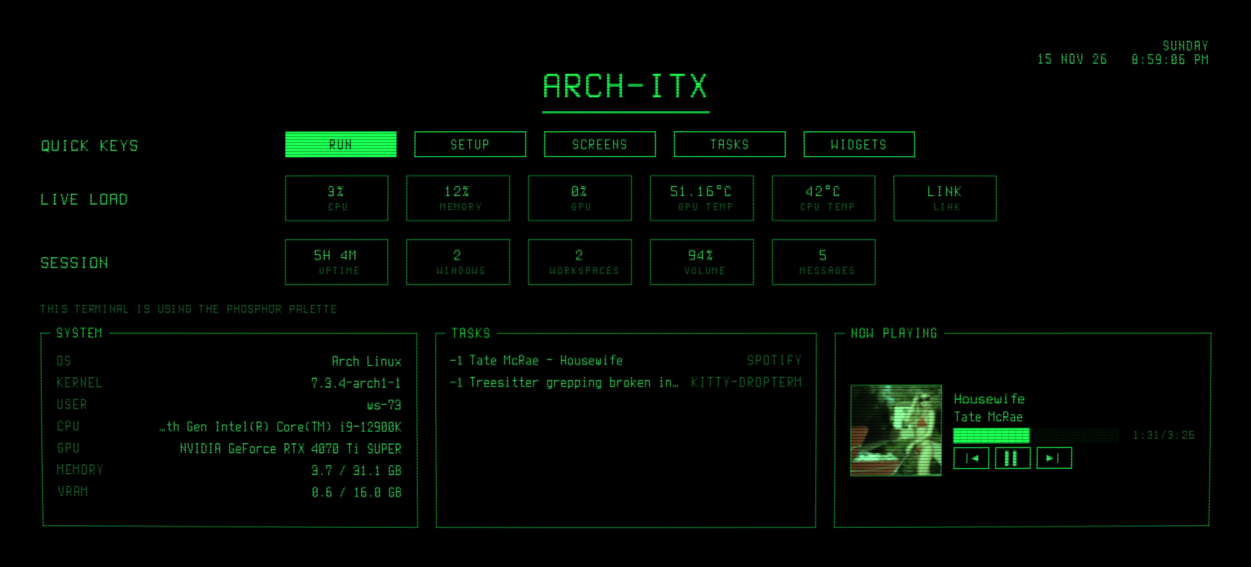 SUNDAY
15 NOV 26 8:59:06 PM
ARCH-ITX
QUICK KEYS RUN SETUP SCREENS TASKS WIDGETS
LIVE LOAD 3% 12% 0% 51.16°C 42°C LINK
CPU MEMORY GPU GPU TEMP CPU TEMP LINK
SESSION 5H 4M 2 2 94% 5
UPTIME WINDOWS WORKSPACES VOLUME MESSAGES
THIS TERMINAL IS USING THE PHOSPHOR PALETTE
SYSTEM
OS Arch Linux
KERNEL 7.3.4-arch1-1
USER ws-73
CPU …th Gen Intel(R) Core(TM) i9-12900K
GPU NVIDIA GeForce RTX 4070 Ti SUPER
MEMORY 3.7 / 31.1 GB
VRAM 0.6 / 16.0 GB
TASKS
-1 Tate McRae - Housewife SPOTIFY
-1 Treesitter grepping broken in… KITTY-DROPTERM
NOW PLAYING
Housewife
Tate McRae
1:31/3:26